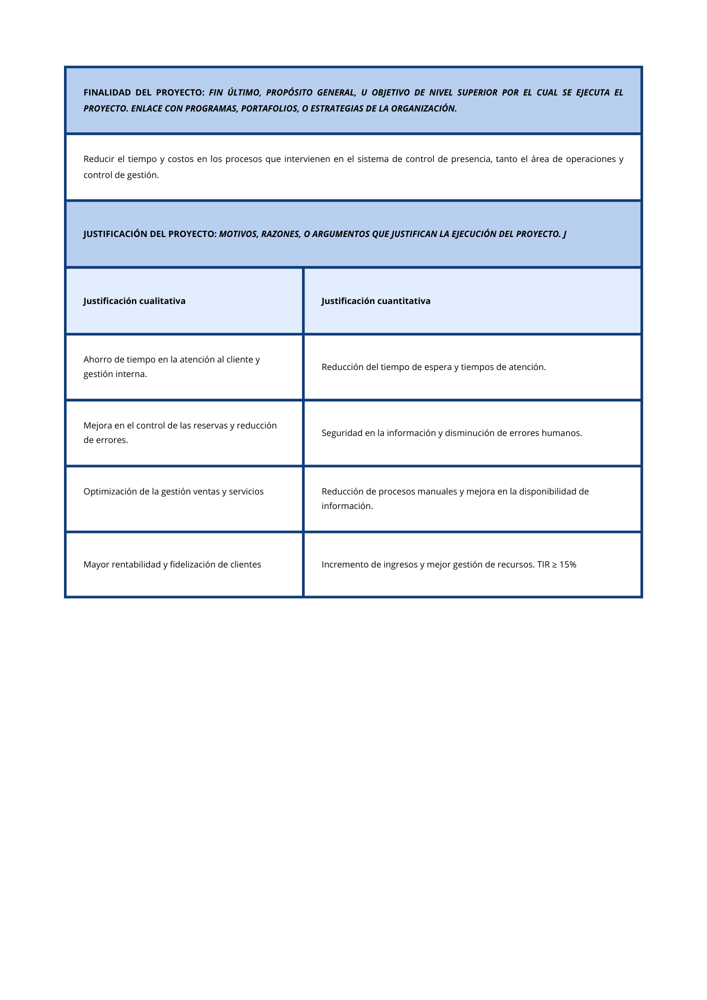 FINALIDAD DEL PROYECTO: FIN ÚLTIMO, PROPÓSITO GENERAL, U OBJETIVO DE NIVEL SUPERIOR POR EL CUAL SE EJECUTA EL
PROYECTO. ENLACE CON PROGRAMAS, PORTAFOLIOS, O ESTRATEGIAS DE LA ORGANIZACIÓN.
Reducir el tiempo y costos en los procesos que intervienen en el sistema de control de presencia, tanto el área de operaciones y
control de gestión.
JUSTIFICACIÓN DEL PROYECTO: MOTIVOS, RAZONES, O ARGUMENTOS QUE JUSTIFICAN LA EJECUCIÓN DEL PROYECTO. J
Justificación cualitativa
Justificación cuantitativa
Ahorro de tiempo en la atención al cliente y
gestión interna.
Reducción del tiempo de espera y tiempos de atención.
Mejora en el control de las reservas y reducción
de errores.
Seguridad en la información y disminución de errores humanos.
Optimización de la gestión ventas y servicios
Reducción de procesos manuales y mejora en la disponibilidad de
información.
Mayor rentabilidad y fidelización de clientes
Incremento de ingresos y mejor gestión de recursos. TIR ≥ 15%